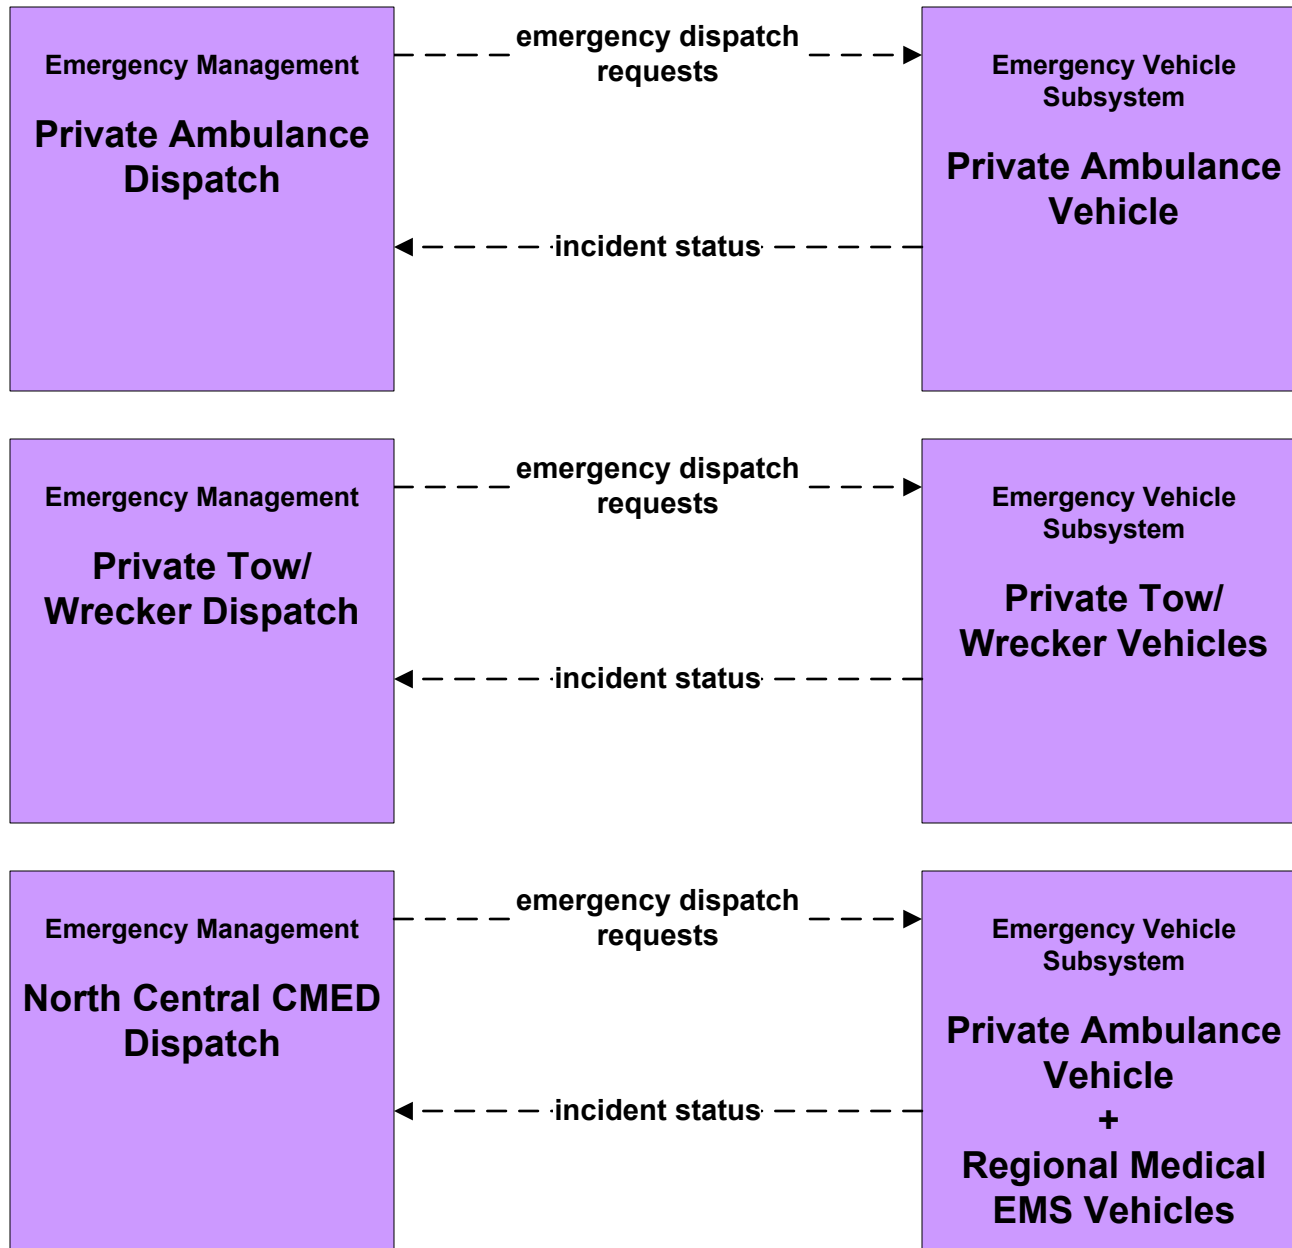 Emergency Management
Private Ambulance
Dispatch
emergency dispatch
requests
incident status
Emergency Vehicle
Subsystem
Private Ambulance
Vehicle
Emergency Management
Private Tow/
Wrecker Dispatch
emergency dispatch
requests
incident status
Emergency Vehicle
Subsystem
Private Tow/
Wrecker Vehicles
Emergency Management
North Central CMED
Dispatch
emergency dispatch
requests
incident status
Emergency Vehicle
Subsystem
Private Ambulance
Vehicle
+
Regional Medical
EMS Vehicles